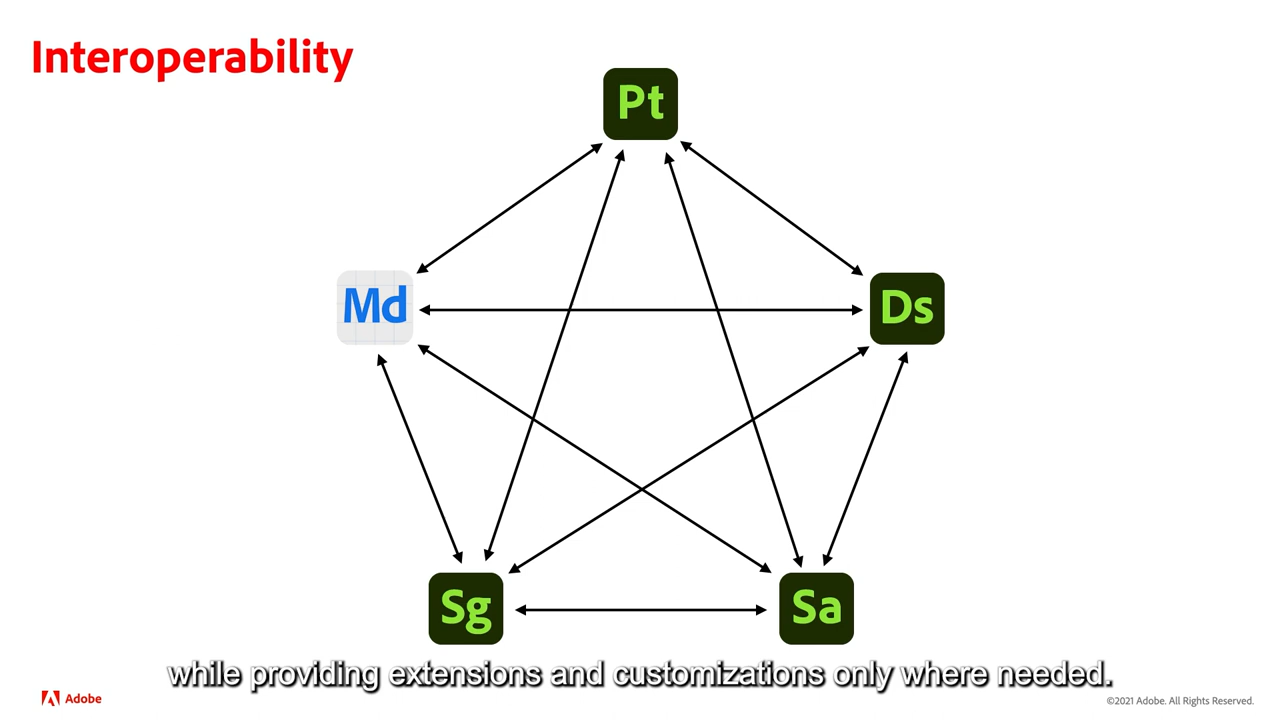 Interoperability
Pt
Md
Ds
Sg
Sa
while providing extensions and customizations only where needed.
Adobe
©2021 Adobe. All Rights Reserved.